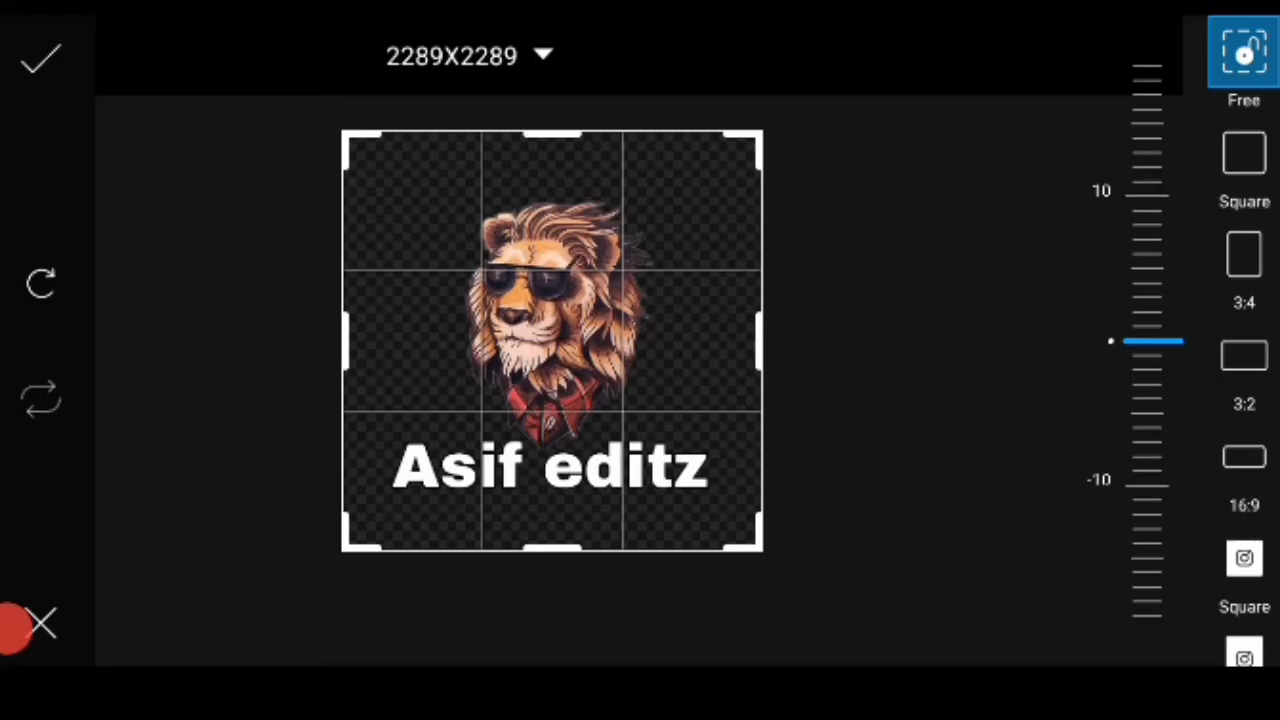 2289X2289
Free
Square
10
3:4
3:2
-10
16:9
Square
Asif editz